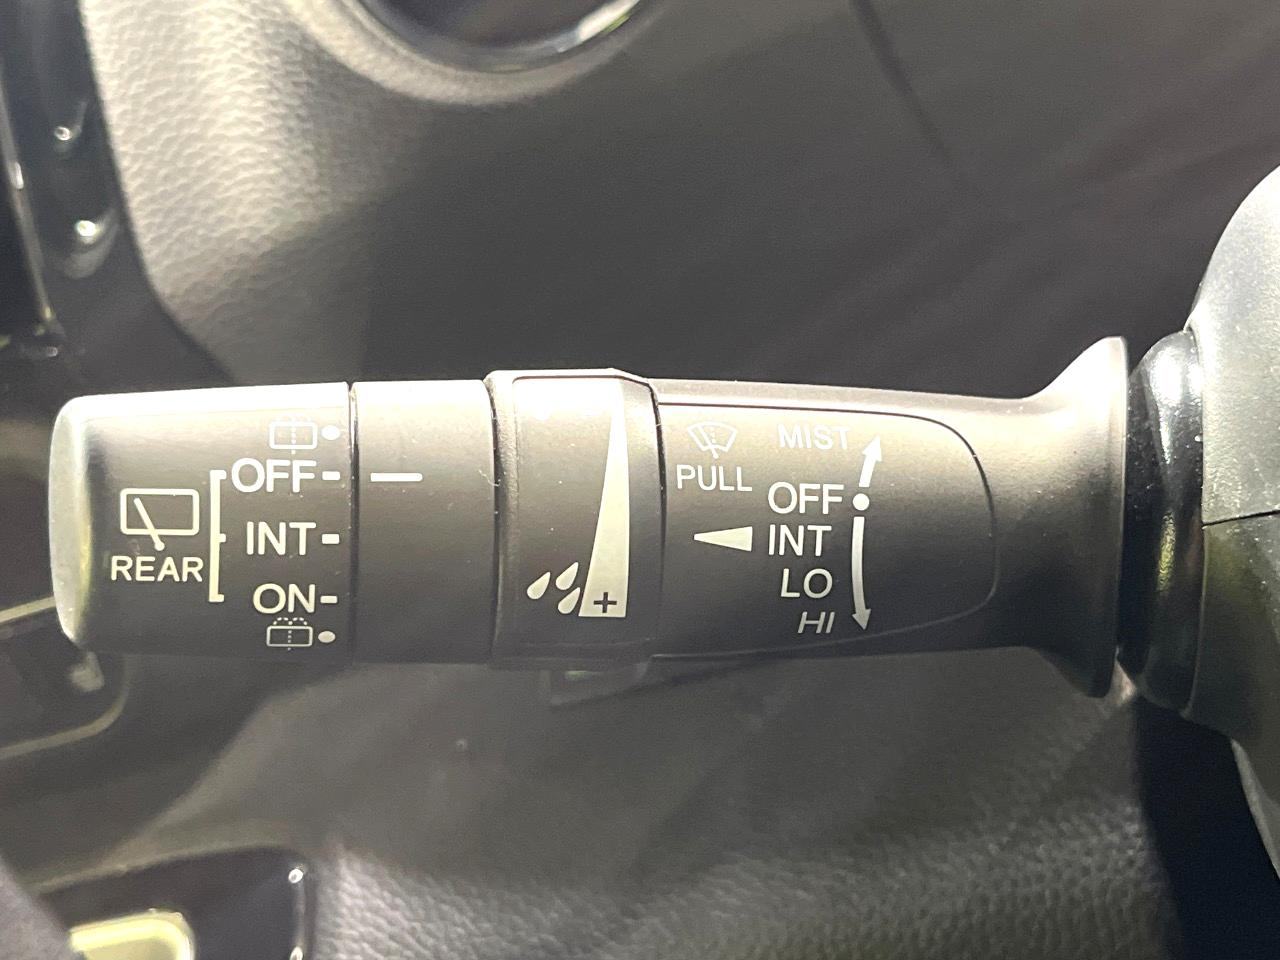 REAR
OFF
INT
ON
+
PULL
MIST
OFF
INT
LO
HI